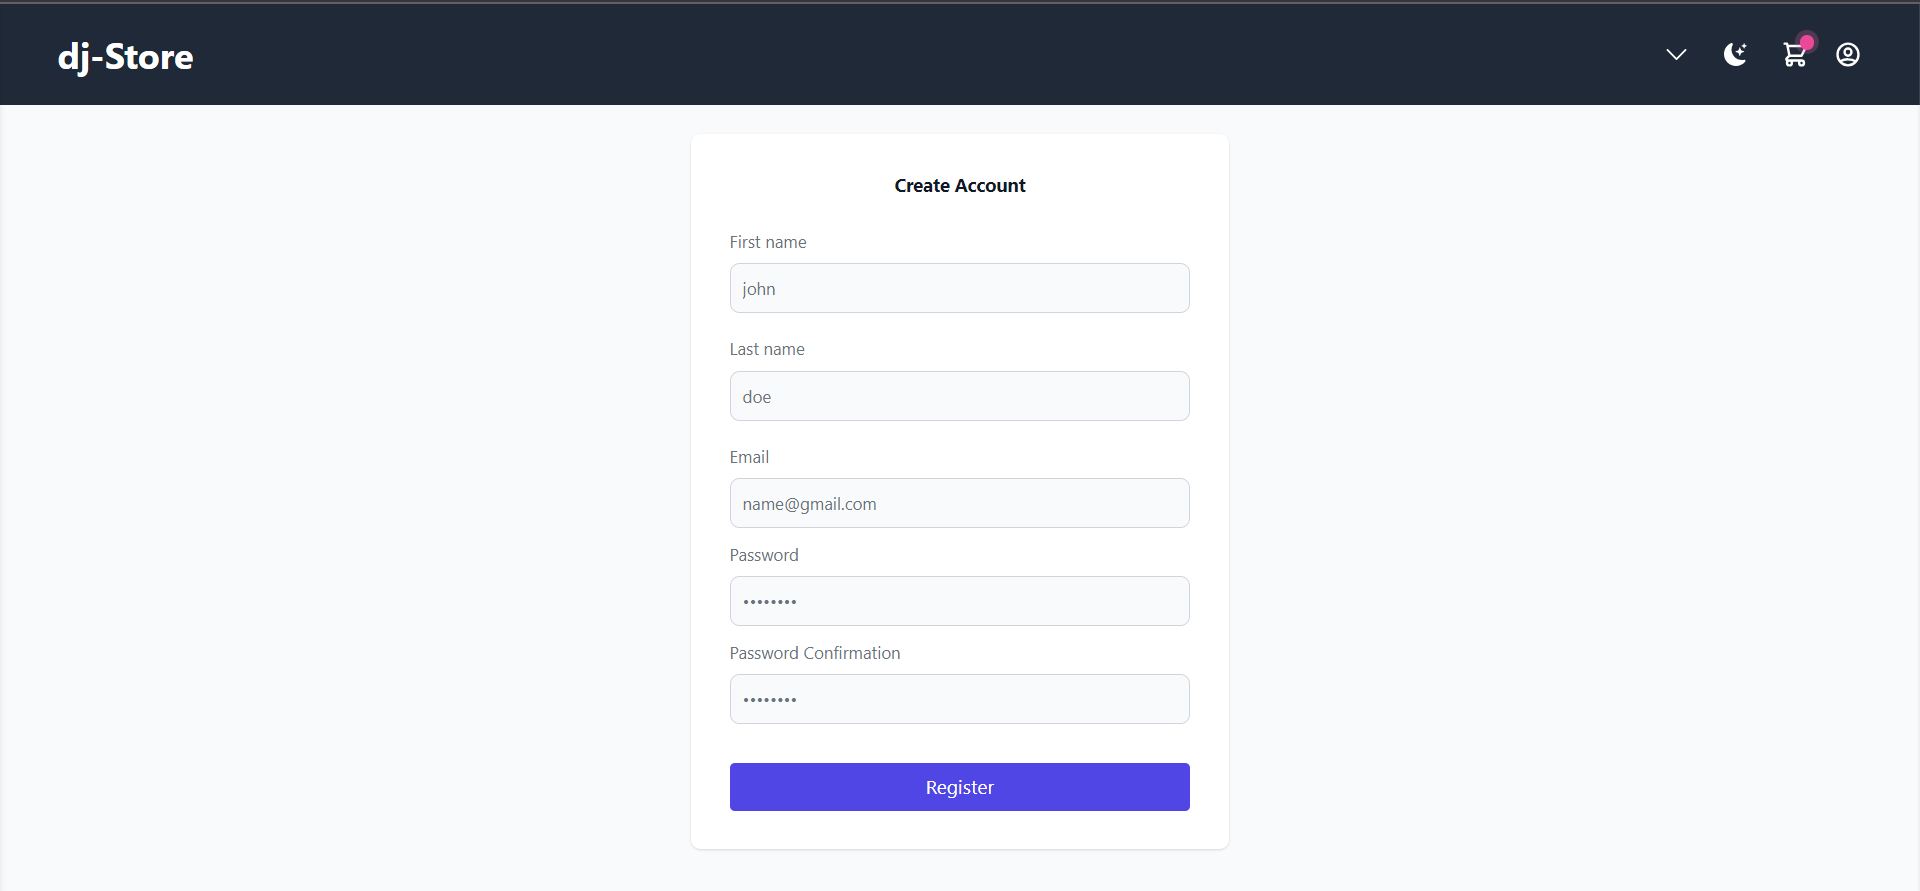 dj-Store
Create Account
First name
john
Last name
doe
Email
name@gmail.com
Password
••••••••
Password Confirmation
••••••••
Register